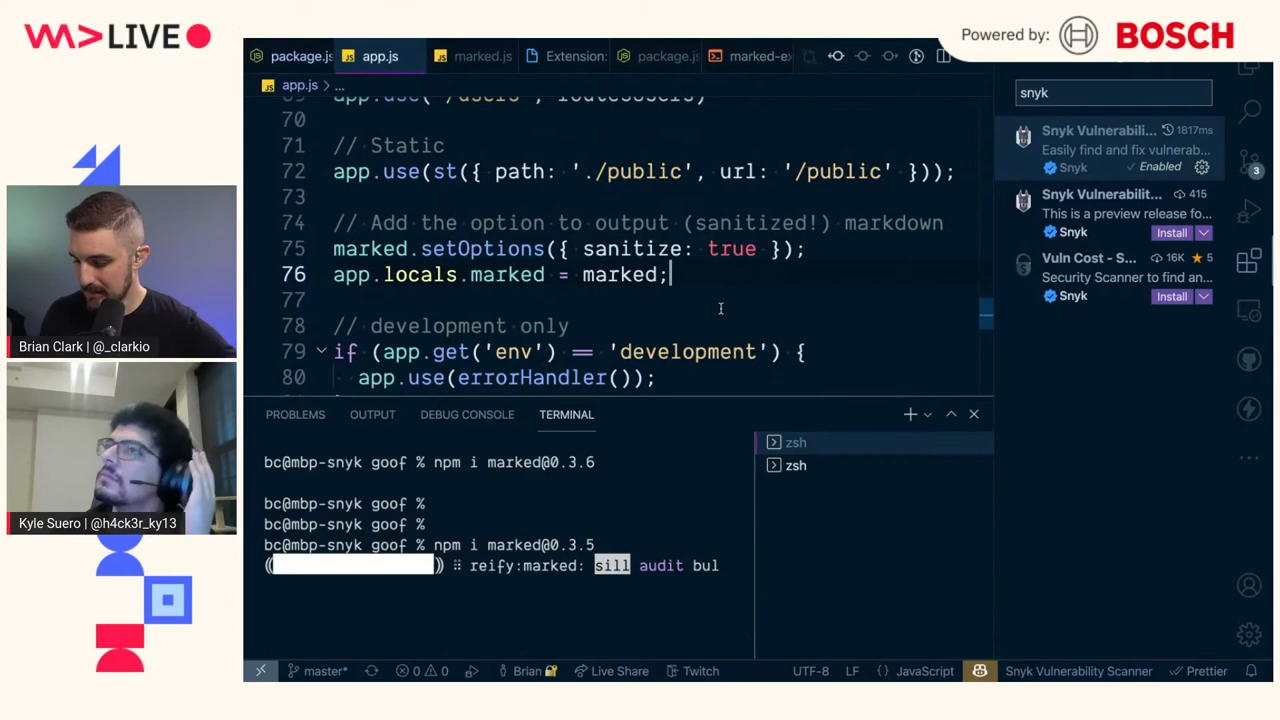 LIVE
Powered by:
BOSCH
package.js
app.js
marked.js
Extension:
package.js
marked-ex
app.js > ...
snyk
70
71 // Static
72 app.use(st({ path: './public', url: '/public' }));
73
74 // Add the option to output (sanitized!) markdown
75 marked.setOptions({ sanitize: true });
76 app.locals.marked = marked;
77
78 // development only
79 if (app.get('env') == 'development') {
80 app.use(errorHandler());
Snyk Vulnerabili... 1817ms
Easily find and fix vulnerab...
Snyk Enabled
Snyk Vulnerabilit... 415
This is a preview release fo...
Snyk Install
Vuln Cost - S... 16K 5
Security Scanner to find an...
Snyk Install
3
Brian Clark | @_clarkio
Kyle Suero | @h4ck3r_ky13
PROBLEMS
OUTPUT
DEBUG CONSOLE
TERMINAL
bc@mbp-snyk goof % npm i marked@0.3.6
bc@mbp-snyk goof %
bc@mbp-snyk goof %
bc@mbp-snyk goof % npm i marked@0.3.5
reify:marked: sill audit bul
zsh
zsh
master*
0 0
Brian
Live Share
Twitch
UTF-8
LF
{ } JavaScript
Snyk Vulnerability Scanner
Prettier